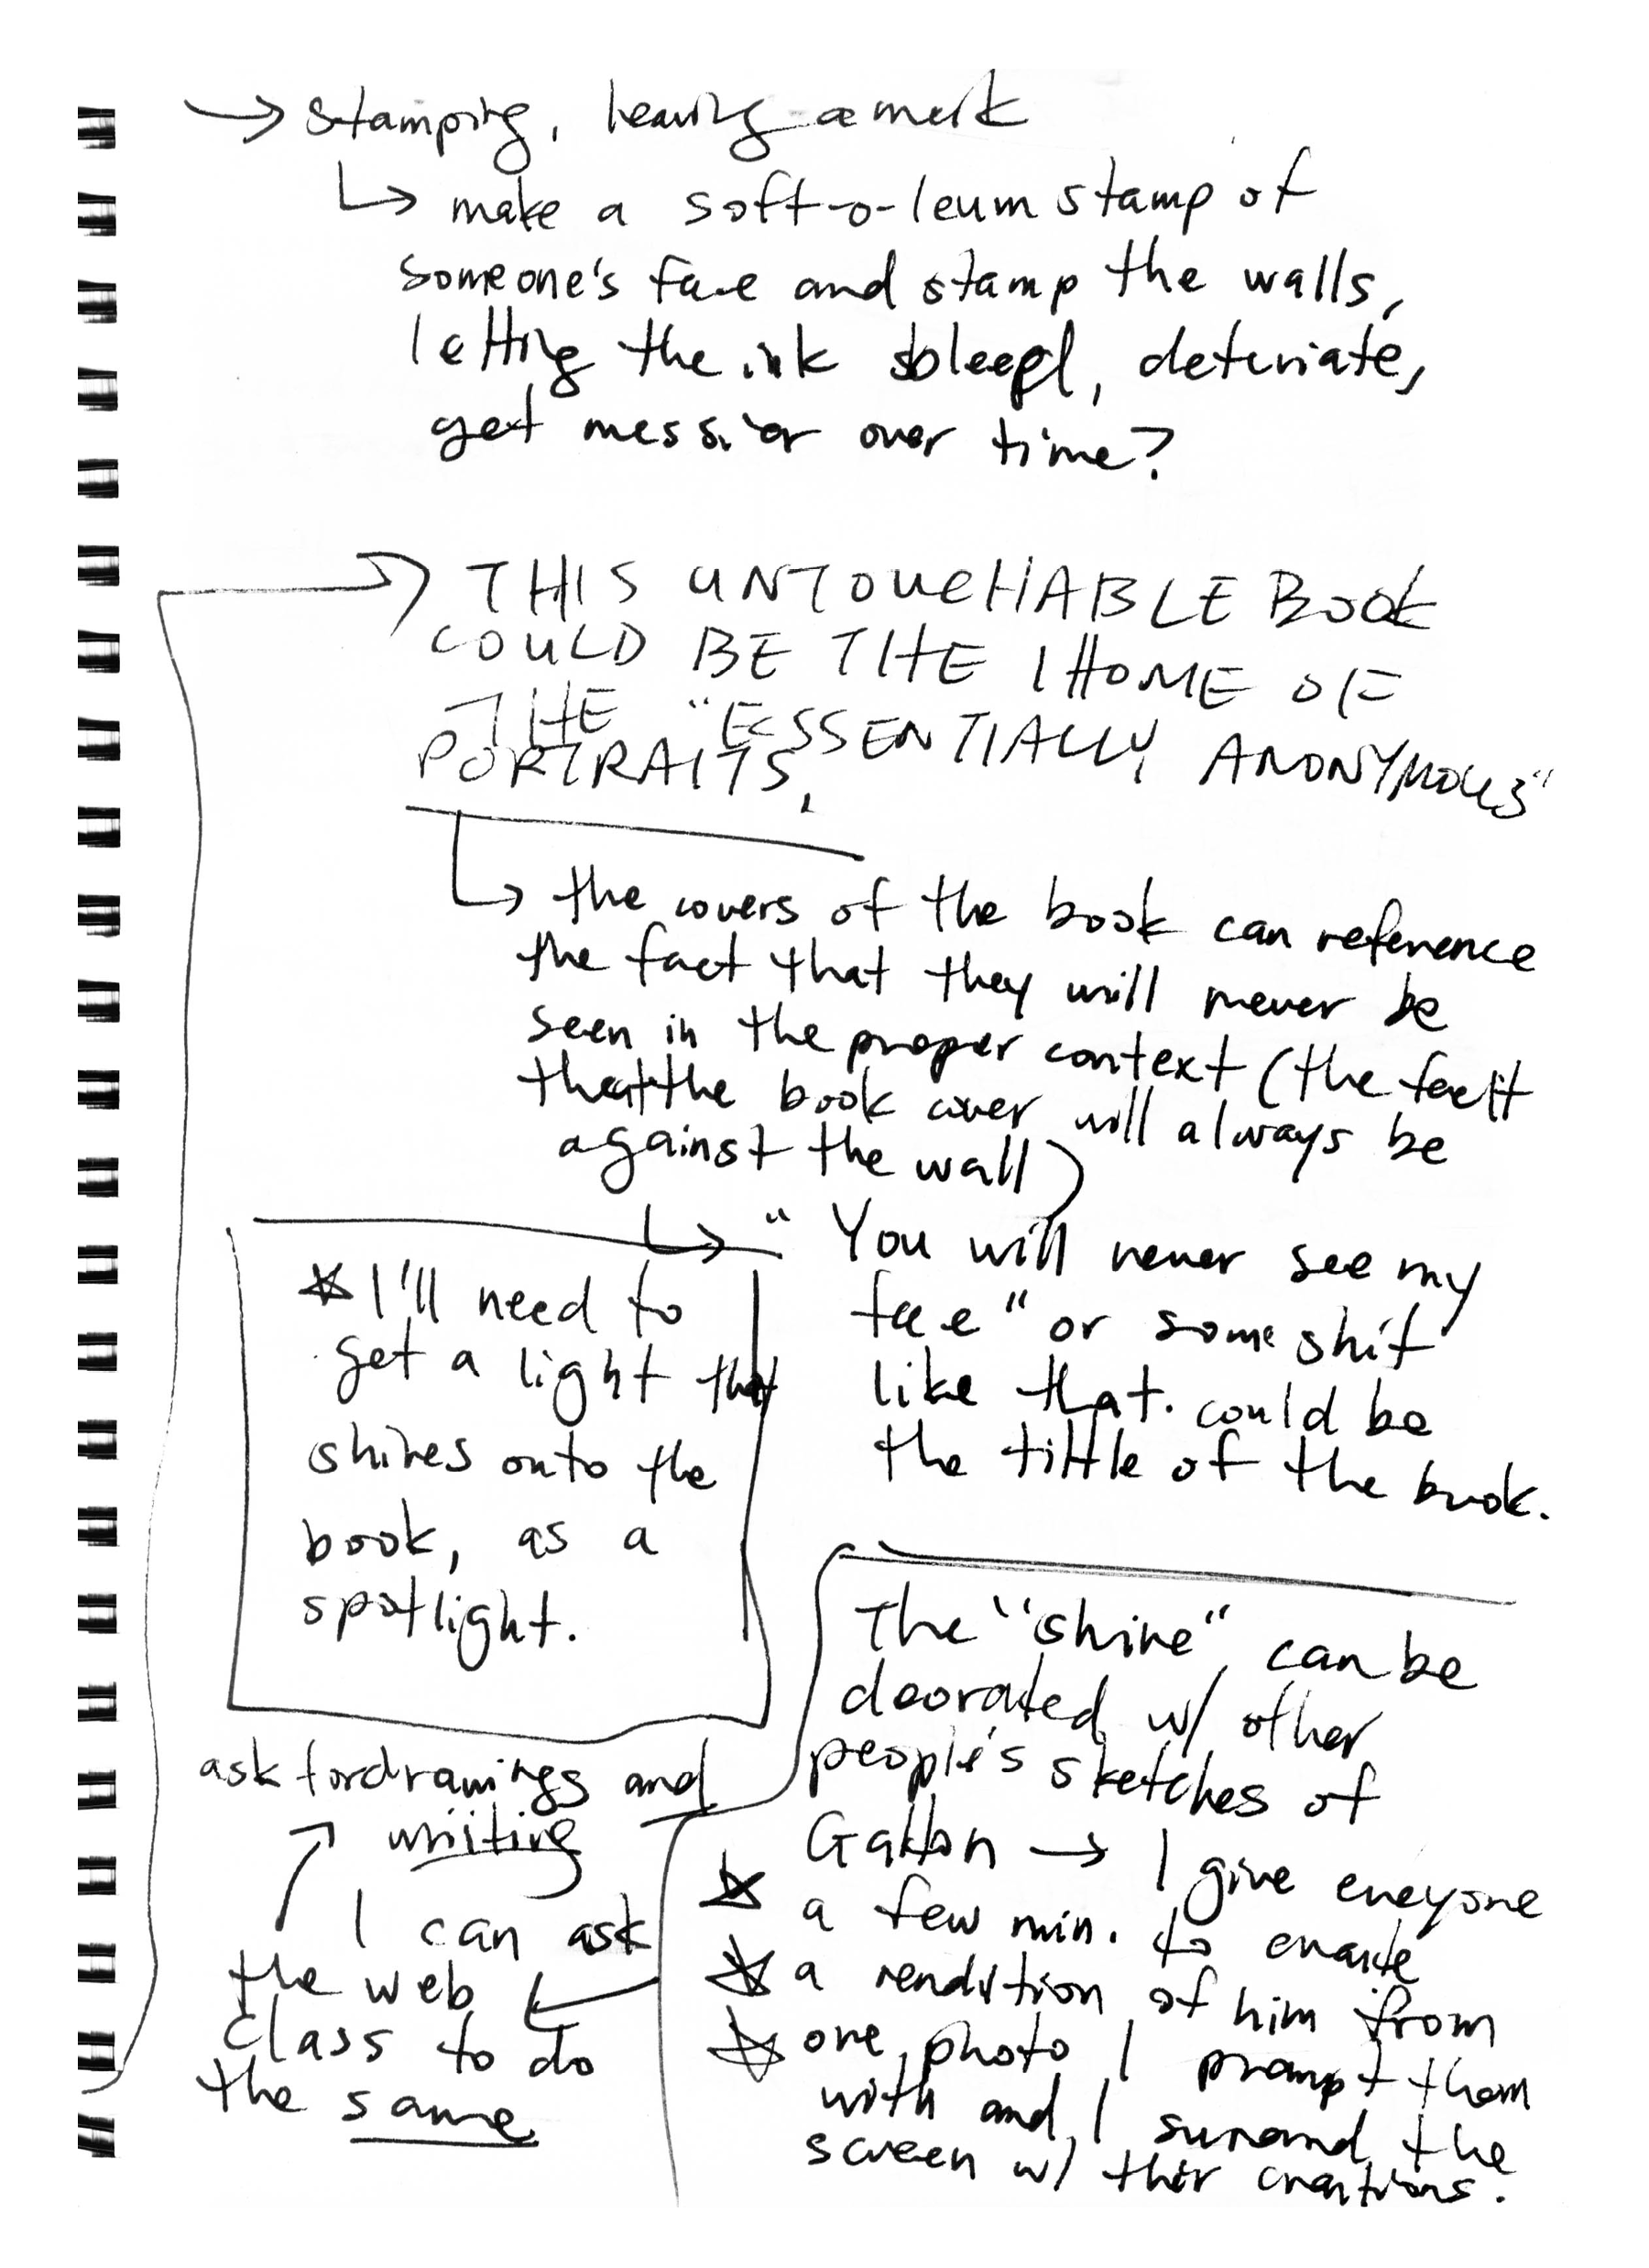 → stamping, leaving a mark
↳ make a soft-o-leum stamp of
someone's face and stamp the walls,
letting the ink bleed, deteriate,
get messier over time?
→ THIS UNTOUCHABLE BOOK
COULD BE THE HOME OF
THE "ESSENTIALLY ANONYMOUS"
PORTRAITS.
↳ the covers of the book can reference
the fact that they will never be
seen in the proper context (the fact
that the book cover will always be
against the wall)
↳ " You will never see my
face" or some shit
like that. could be
the tittle of the book.
☆ I'll need to
get a light that
shines onto the
book, as a
spotlight.
The "shrine" can be
decorated w/ other
people's sketches of
Galton → I give everyone
☆ a few min. to create
☆ a rendition of him from
☆ one photo I prompt them
with and I surround the
screen w/ their creations.
ask for drawings and
writing
I can ask
the web
class to do
the same